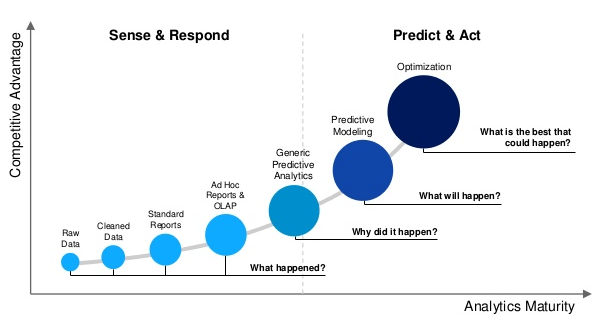 Sense & Respond
Predict & Act
Competitive Advantage
Optimization
Predictive
Modeling
What is the best that
could happen?
Generic
Predictive
Analytics
Ad Hoc
Reports &
OLAP
What will happen?
Standard
Reports
Cleaned
Data
Raw
Data
Why did it happen?
What happened?
Analytics Maturity